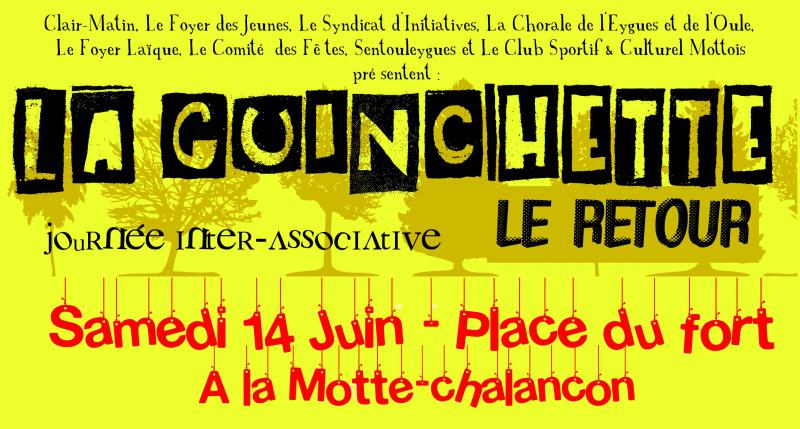 Clair-Matin, Le Foyer des Jeunes, Le Syndicat d'Initiatives, La Chorale de l'Eygues et de l'Oule,
Le Foyer Laïque, Le Comité des Fêtes, Sentouleygues et Le Club Sportif & Culturel Mottois
pré sentent :
LA GUINCHETTE
LE RETOUR
journée inter-associative
Samedi 14 Juin - Place du fort
A la Motte-chalancon